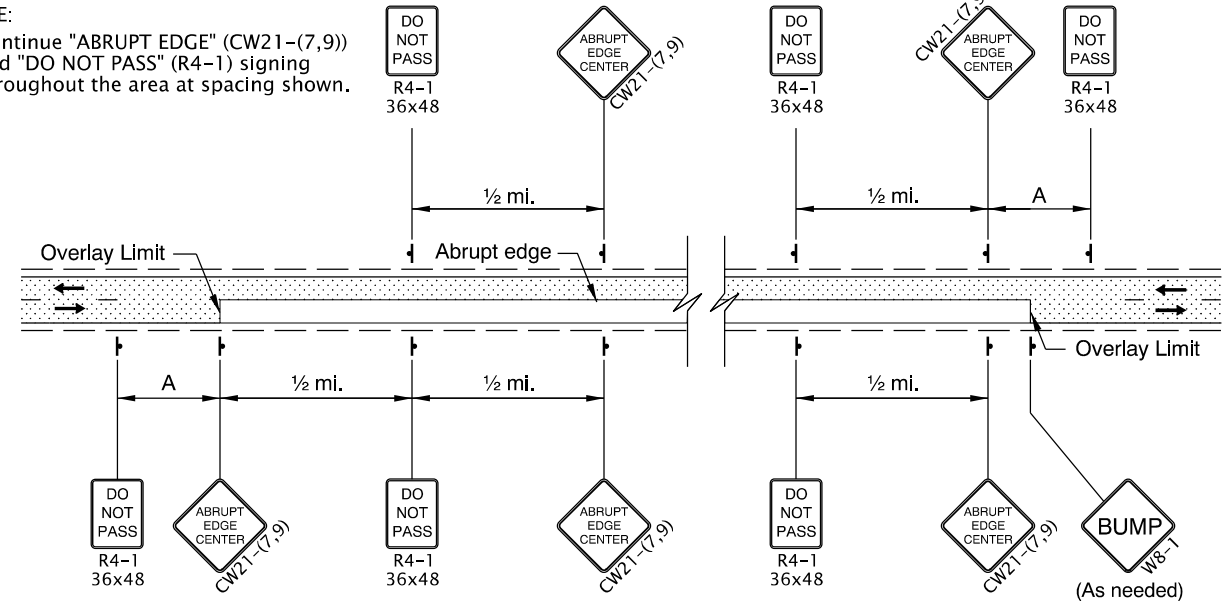 E:
ntinue "ABRUPT EDGE" (CW21-(7,9))
d "DO NOT PASS" (R4-1) signing
roughout the area at spacing shown.
DO
NOT
PASS
R4-1
36x48
ABRUPT
EDGE
CENTER
CW21-(7,9)
DO
NOT
PASS
R4-1
36x48
ABRUPT
EDGE
CENTER
CW21-(7,9)
DO
NOT
PASS
R4-1
36x48
½ mi.
½ mi.
A
Overlay Limit
Abrupt edge
Overlay Limit
A
½ mi.
½ mi.
½ mi.
DO
NOT
PASS
R4-1
36x48
ABRUPT
EDGE
CENTER
CW21-(7,9)
DO
NOT
PASS
R4-1
36x48
ABRUPT
EDGE
CENTER
CW21-(7,9)
DO
NOT
PASS
R4-1
36x48
ABRUPT
EDGE
CENTER
CW21-(7,9)
BUMP
W8-1
(As needed)